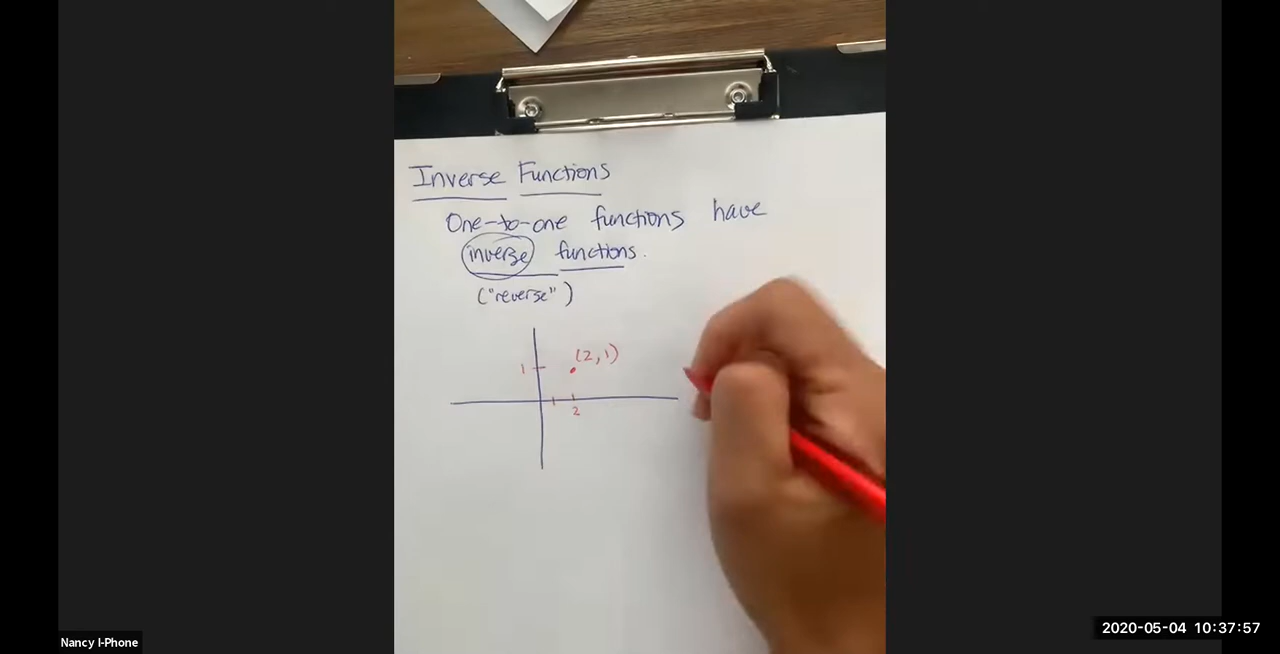 Inverse Functions
One-to-one functions have
inverse functions.
("reverse")
(2,1)
1
2
Nancy I-Phone
2020-05-04 10:37:57